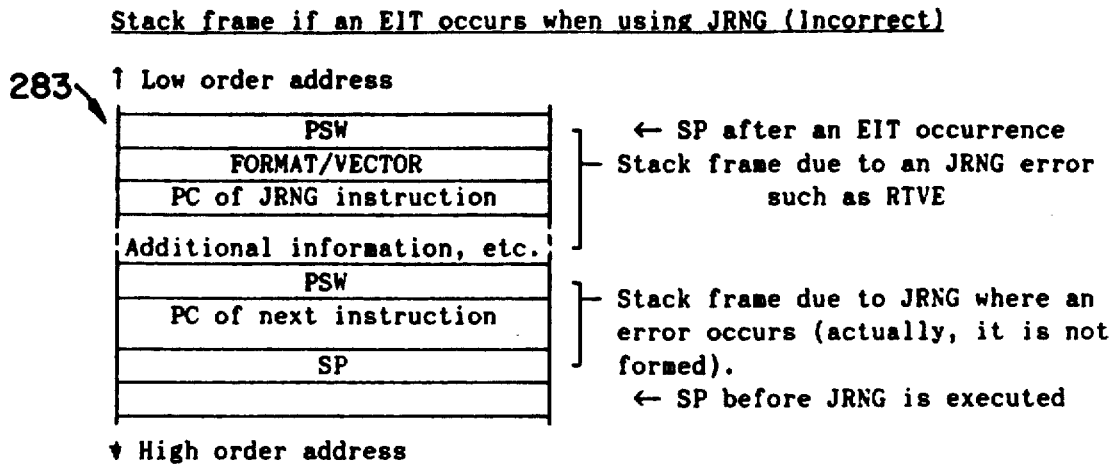 Stack frame if an EIT occurs when using JRNG (Incorrect)
283
↑ Low order address
PSW
← SP after an EIT occurrence
FORMAT/VECTOR
Stack frame due to an JRNG error
PC of JRNG instruction
such as RTVE
Additional information, etc.
PSW
Stack frame due to JRNG where an
PC of next instruction
error occurs (actually, it is not
SP
formed).
← SP before JRNG is executed
↓ High order address